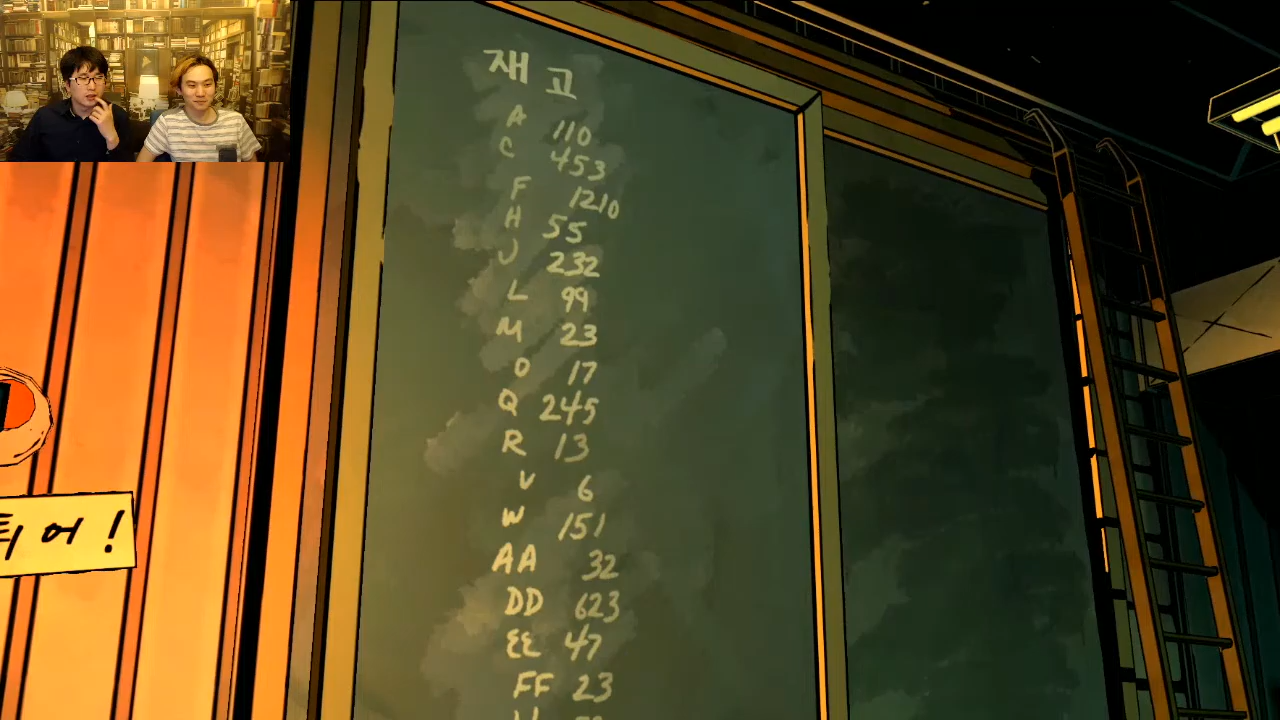 재고
A 110
C 453
F 1210
H 55
J 232
L 99
M 23
O 17
Q 245
R 13
V 6
W 151
AA 32
DD 623
EE 47
FF 23
튀어!